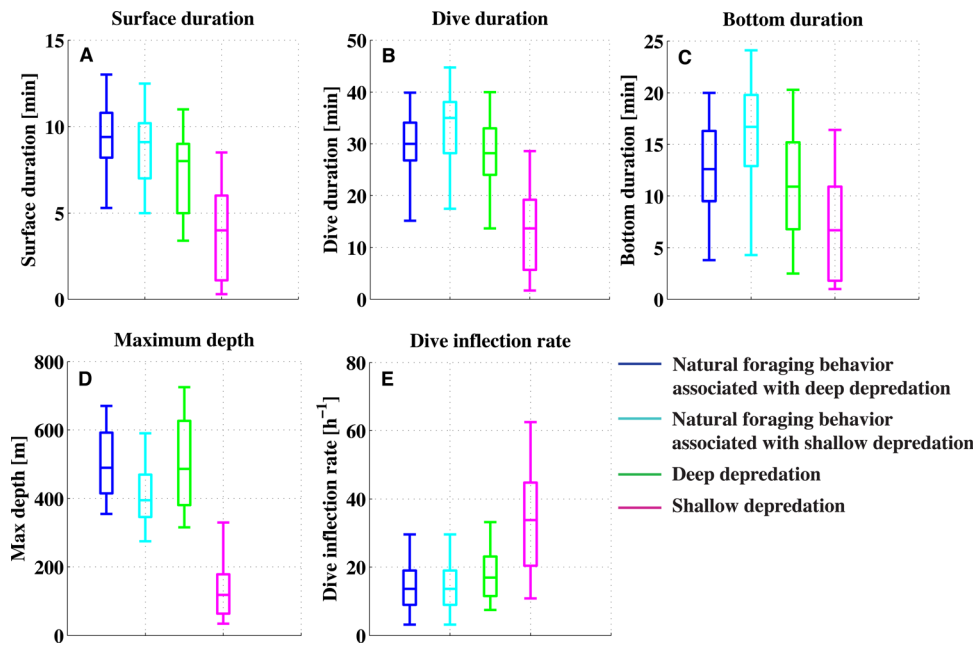 Surface duration
Dive duration
Bottom duration
A
B
C
Surface duration [min]
15
10
5
0
Dive duration [min]
50
40
30
20
10
0
Bottom duration [min]
25
20
15
10
5
0
Maximum depth
Dive inflection rate
D
E
Max depth [m]
800
600
400
200
0
Dive inflection rate [h⁻¹]
80
60
40
20
0
Natural foraging behavior
associated with deep depredation
Natural foraging behavior
associated with shallow depredation
Deep depredation
Shallow depredation